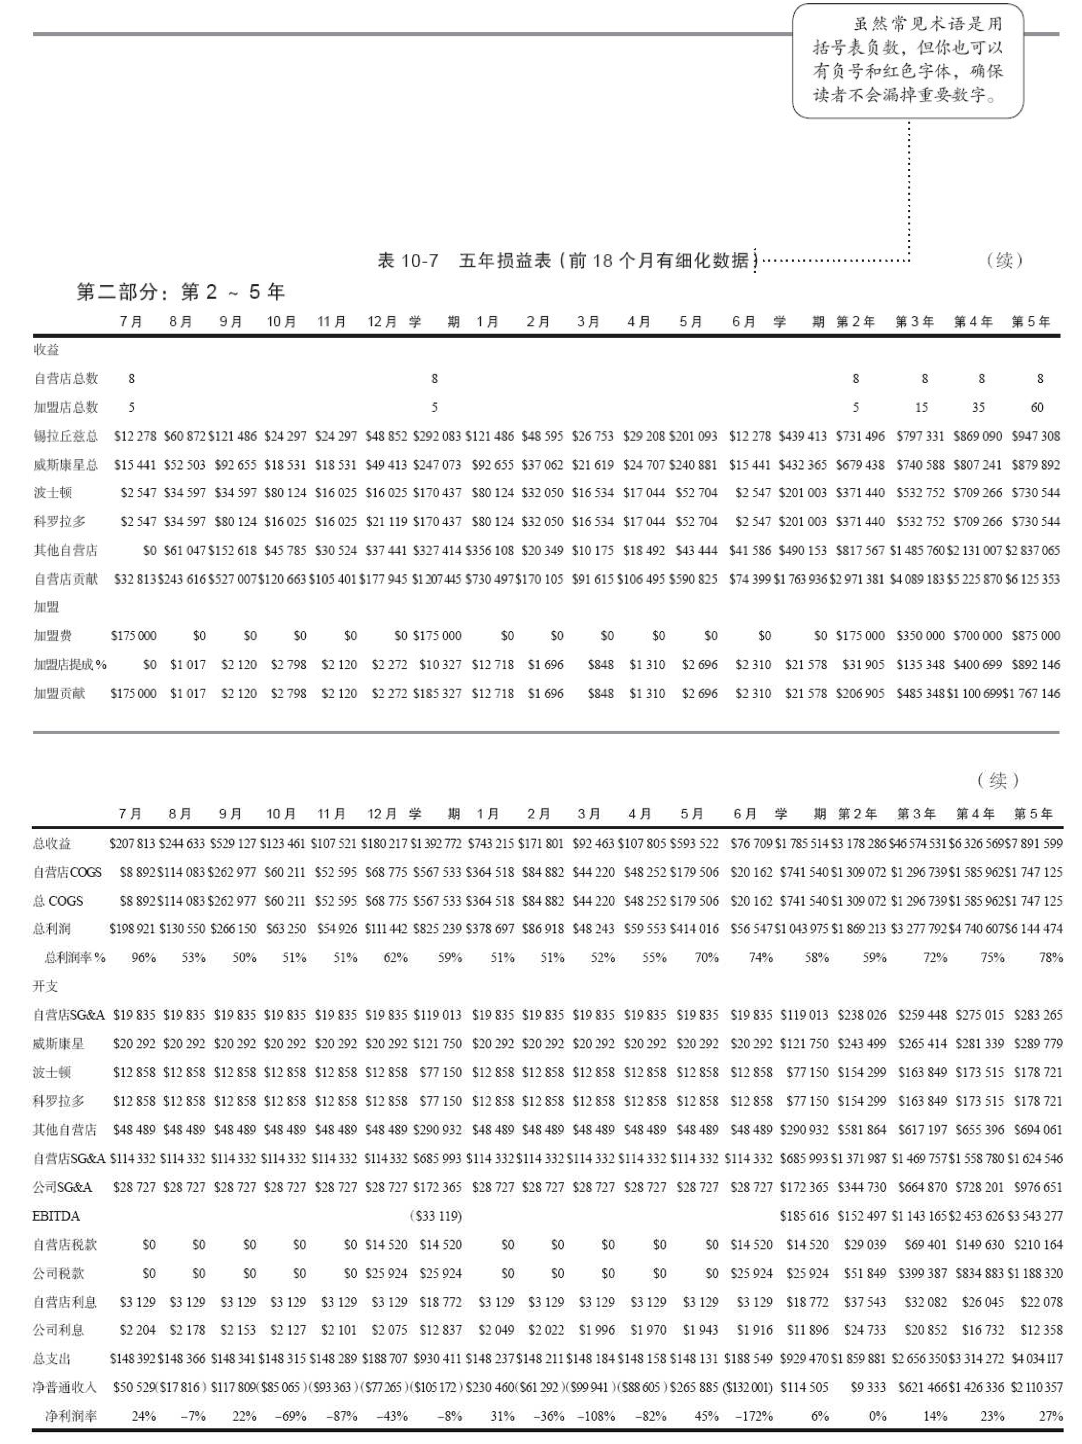 虽然常见术语是用
括号表负数，但你也可以
有负号和红色字体，确保
读者不会漏掉重要数字。
表 10-7 五年损益表（前 18 个月有细化数据） （续）
第二部分：第 2 ~ 5 年
7 月 8 月 9 月 10 月 11 月 12 月 学 期 1 月 2 月 3 月 4 月 5 月 6 月 学 期 第 2 年 第 3 年 第 4 年 第 5 年
收益
自营店总数 8 8 8 8 8 8
加盟店总数 5 5 5 15 35 60
锡拉丘兹总 $12 278 $60 872 $121 486 $24 297 $24 297 $48 852 $292 083 $121 486 $48 595 $26 753 $29 208 $201 093 $12 278 $439 413 $731 496 $797 331 $869 090 $947 308
威斯康星总 $15 441 $52 503 $92 655 $18 531 $18 531 $49 413 $247 073 $92 655 $37 062 $21 619 $24 707 $240 881 $15 441 $432 365 $679 438 $740 588 $807 241 $879 892
波士顿 $2 547 $34 597 $34 597 $80 124 $16 025 $16 025 $170 437 $80 124 $32 050 $16 534 $17 044 $52 704 $2 547 $201 003 $371 440 $532 752 $709 266 $730 544
科罗拉多 $2 547 $34 597 $80 124 $16 025 $16 025 $21 119 $170 437 $80 124 $32 050 $16 534 $17 044 $52 704 $2 547 $201 003 $371 440 $532 752 $709 266 $730 544
其他自营店 $0 $61 047 $152 618 $45 785 $30 524 $37 441 $327 414 $356 108 $20 349 $10 175 $18 492 $43 444 $41 586 $490 153 $817 567 $1 485 760 $2 131 007 $2 837 065
自营店贡献 $32 813 $243 616 $527 007 $120 663 $105 401 $177 945 $1 207 445 $730 497 $170 105 $91 615 $106 495 $590 825 $74 399 $1 763 936 $2 971 381 $4 089 183 $5 225 870 $6 125 353
加盟
加盟费 $175 000 $0 $0 $0 $0 $0 $175 000 $0 $0 $0 $0 $0 $0 $0 $175 000 $350 000 $700 000 $875 000
加盟店提成 % $0 $1 017 $2 120 $2 798 $2 120 $2 272 $10 327 $12 718 $1 696 $848 $1 310 $2 696 $2 310 $21 578 $31 905 $135 348 $400 699 $892 146
加盟贡献 $175 000 $1 017 $2 120 $2 798 $2 120 $2 272 $185 327 $12 718 $1 696 $848 $1 310 $2 696 $2 310 $21 578 $206 905 $485 348 $1 100 699 $1 767 146
（续）
7 月 8 月 9 月 10 月 11 月 12 月 学 期 1 月 2 月 3 月 4 月 5 月 6 月 学 期 第 2 年 第 3 年 第 4 年 第 5 年
总收益 $207 813 $244 633 $529 127 $123 461 $107 521 $180 217 $1 392 772 $743 215 $171 801 $92 463 $107 805 $593 522 $76 709 $1 785 514 $3 178 286 $46 574 531 $6 326 569 $7 891 599
自营店COGS $8 892 $114 083 $262 977 $60 211 $52 595 $68 775 $567 533 $364 518 $84 882 $44 220 $48 252 $179 506 $20 162 $741 540 $1 309 072 $1 296 739 $1 585 962 $1 747 125
总 COGS $8 892 $114 083 $262 977 $60 211 $52 595 $68 775 $567 533 $364 518 $84 882 $44 220 $48 252 $179 506 $20 162 $741 540 $1 309 072 $1 296 739 $1 585 962 $1 747 125
总利润 $198 921 $130 550 $266 150 $63 250 $54 926 $111 442 $825 239 $378 697 $86 918 $48 243 $59 553 $414 016 $56 547 $1 043 975 $1 869 213 $3 277 792 $4 740 607 $6 144 474
总利润率 % 96% 53% 50% 51% 51% 62% 59% 51% 51% 52% 55% 70% 74% 58% 59% 72% 75% 78%
开支
自营店SG&A $19 835 $19 835 $19 835 $19 835 $19 835 $19 835 $119 013 $19 835 $19 835 $19 835 $19 835 $19 835 $19 835 $119 013 $238 026 $259 448 $275 015 $283 265
威斯康星 $20 292 $20 292 $20 292 $20 292 $20 292 $20 292 $121 750 $20 292 $20 292 $20 292 $20 292 $20 292 $20 292 $121 750 $243 499 $265 414 $281 339 $289 779
波士顿 $12 858 $12 858 $12 858 $12 858 $12 858 $12 858 $77 150 $12 858 $12 858 $12 858 $12 858 $12 858 $12 858 $77 150 $154 299 $163 849 $173 515 $178 721
科罗拉多 $12 858 $12 858 $12 858 $12 858 $12 858 $12 858 $77 150 $12 858 $12 858 $12 858 $12 858 $12 858 $12 858 $77 150 $154 299 $163 849 $173 515 $178 721
其他自营店 $48 489 $48 489 $48 489 $48 489 $48 489 $48 489 $290 932 $48 489 $48 489 $48 489 $48 489 $48 489 $48 489 $290 932 $581 864 $617 197 $655 396 $694 061
自营店SG&A $114 332 $114 332 $114 332 $114 332 $114 332 $114 332 $685 993 $114 332 $114 332 $114 332 $114 332 $114 332 $114 332 $685 993 $1 371 987 $1 469 757 $1 558 780 $1 624 546
公司SG&A $28 727 $28 727 $28 727 $28 727 $28 727 $28 727 $172 365 $28 727 $28 727 $28 727 $28 727 $28 727 $28 727 $172 365 $344 730 $664 870 $728 201 $976 651
EBITDA ($33 119) $185 616 $152 497 $1 143 165 $2 453 626 $3 543 277
自营店税款 $0 $0 $0 $0 $0 $14 520 $14 520 $0 $0 $0 $0 $0 $14 520 $14 520 $29 039 $69 401 $149 630 $210 164
公司税款 $0 $0 $0 $0 $0 $25 924 $25 924 $0 $0 $0 $0 $0 $25 924 $25 924 $51 849 $399 387 $834 883 $1 188 320
自营店利息 $3 129 $3 129 $3 129 $3 129 $3 129 $3 129 $18 772 $3 129 $3 129 $3 129 $3 129 $3 129 $3 129 $18 772 $37 543 $32 082 $26 045 $22 078
公司利息 $2 204 $2 178 $2 153 $2 127 $2 101 $2 075 $12 837 $2 049 $2 022 $1 996 $1 970 $1 943 $1 916 $11 896 $24 733 $20 852 $16 732 $12 358
总支出 $148 392 $148 366 $148 341 $148 315 $148 289 $188 707 $930 411 $148 237 $148 211 $148 184 $148 158 $148 131 $188 549 $929 470 $1 859 881 $2 656 350 $3 314 272 $4 034 117
净普通收入 $50 529 ($17 816) $117 809 ($85 065) ($93 363) ($77 265) ($105 172) $230 460 ($61 292) ($99 941) ($88 605) $265 885 ($132 001) $114 505 $9 333 $621 466 $1 426 336 $2 110 357
净利润率 24% –7% 22% –69% –87% –43% –8% 31% –36% –108% –82% 45% –172% 6% 0% 14% 23% 27%